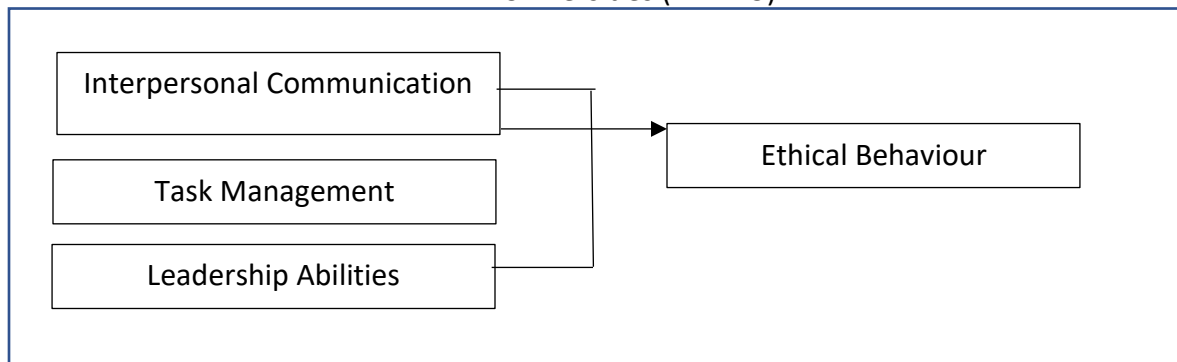 Interpersonal Communication
Ethical Behaviour
Task Management
Leadership Abilities